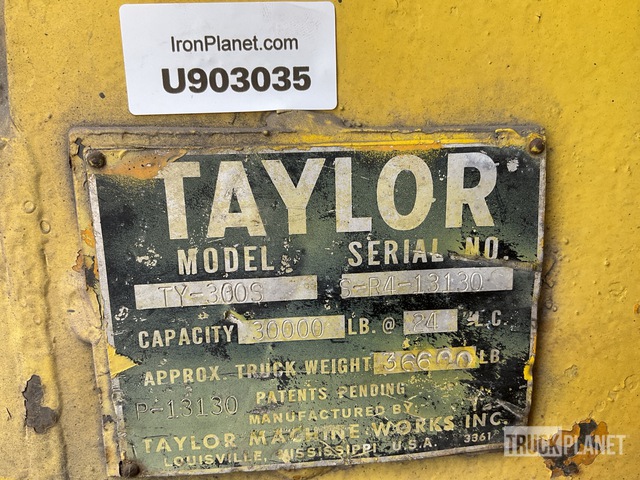 IronPlanet.com
U903035
TAYLOR
MODEL SERIAL NO.
TY-300S S-R4-13130
CAPACITY 30000 LB. @ 24 L.C.
APPROX. TRUCK WEIGHT 36600 LB.
PATENTS PENDING
P-13130
MANUFACTURED BY:
TAYLOR MACHINE WORKS INC.
LOUISVILLE, MISSISSIPPI, U.S.A. 3361
TRUCKPLANET